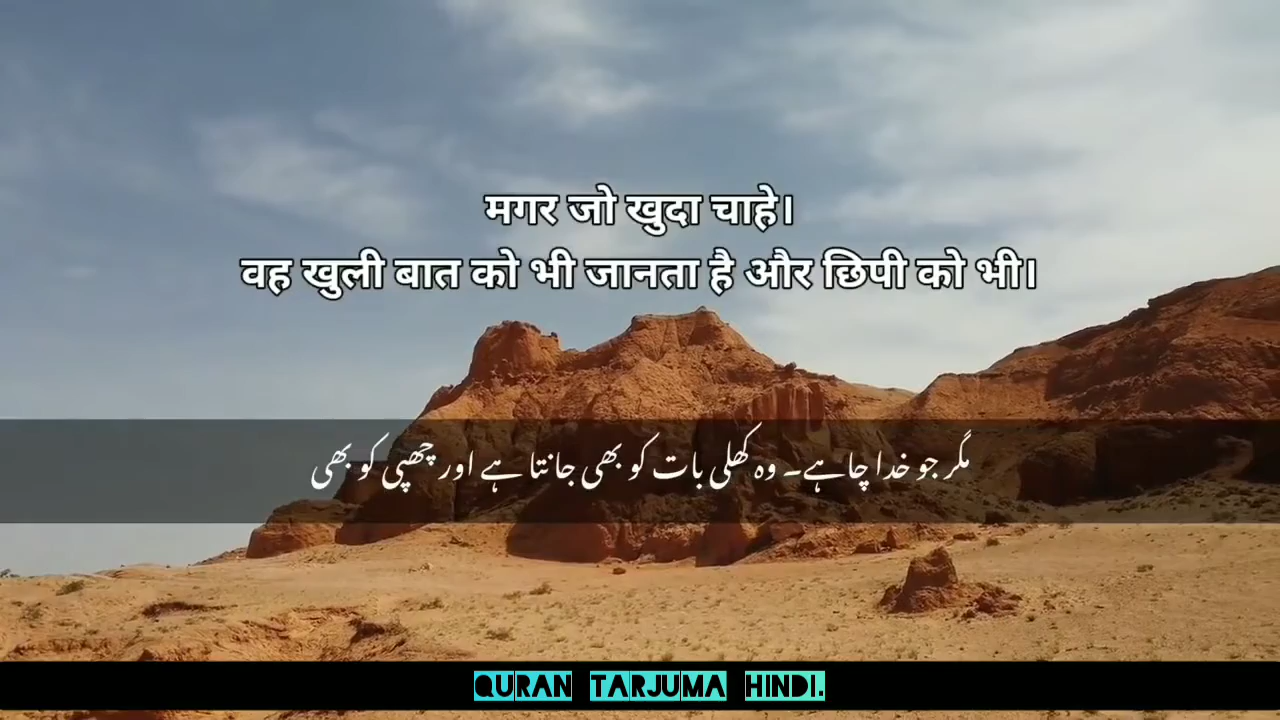 मगर जो खुदा चाहे।
वह खुली बात को भी जानता है और छिपी को भी।
مگر جو خدا چاہے۔ وہ کھلی بات کو بھی جانتا ہے اور چھپی کو بھی
QURAN TARJUMA HINDI.